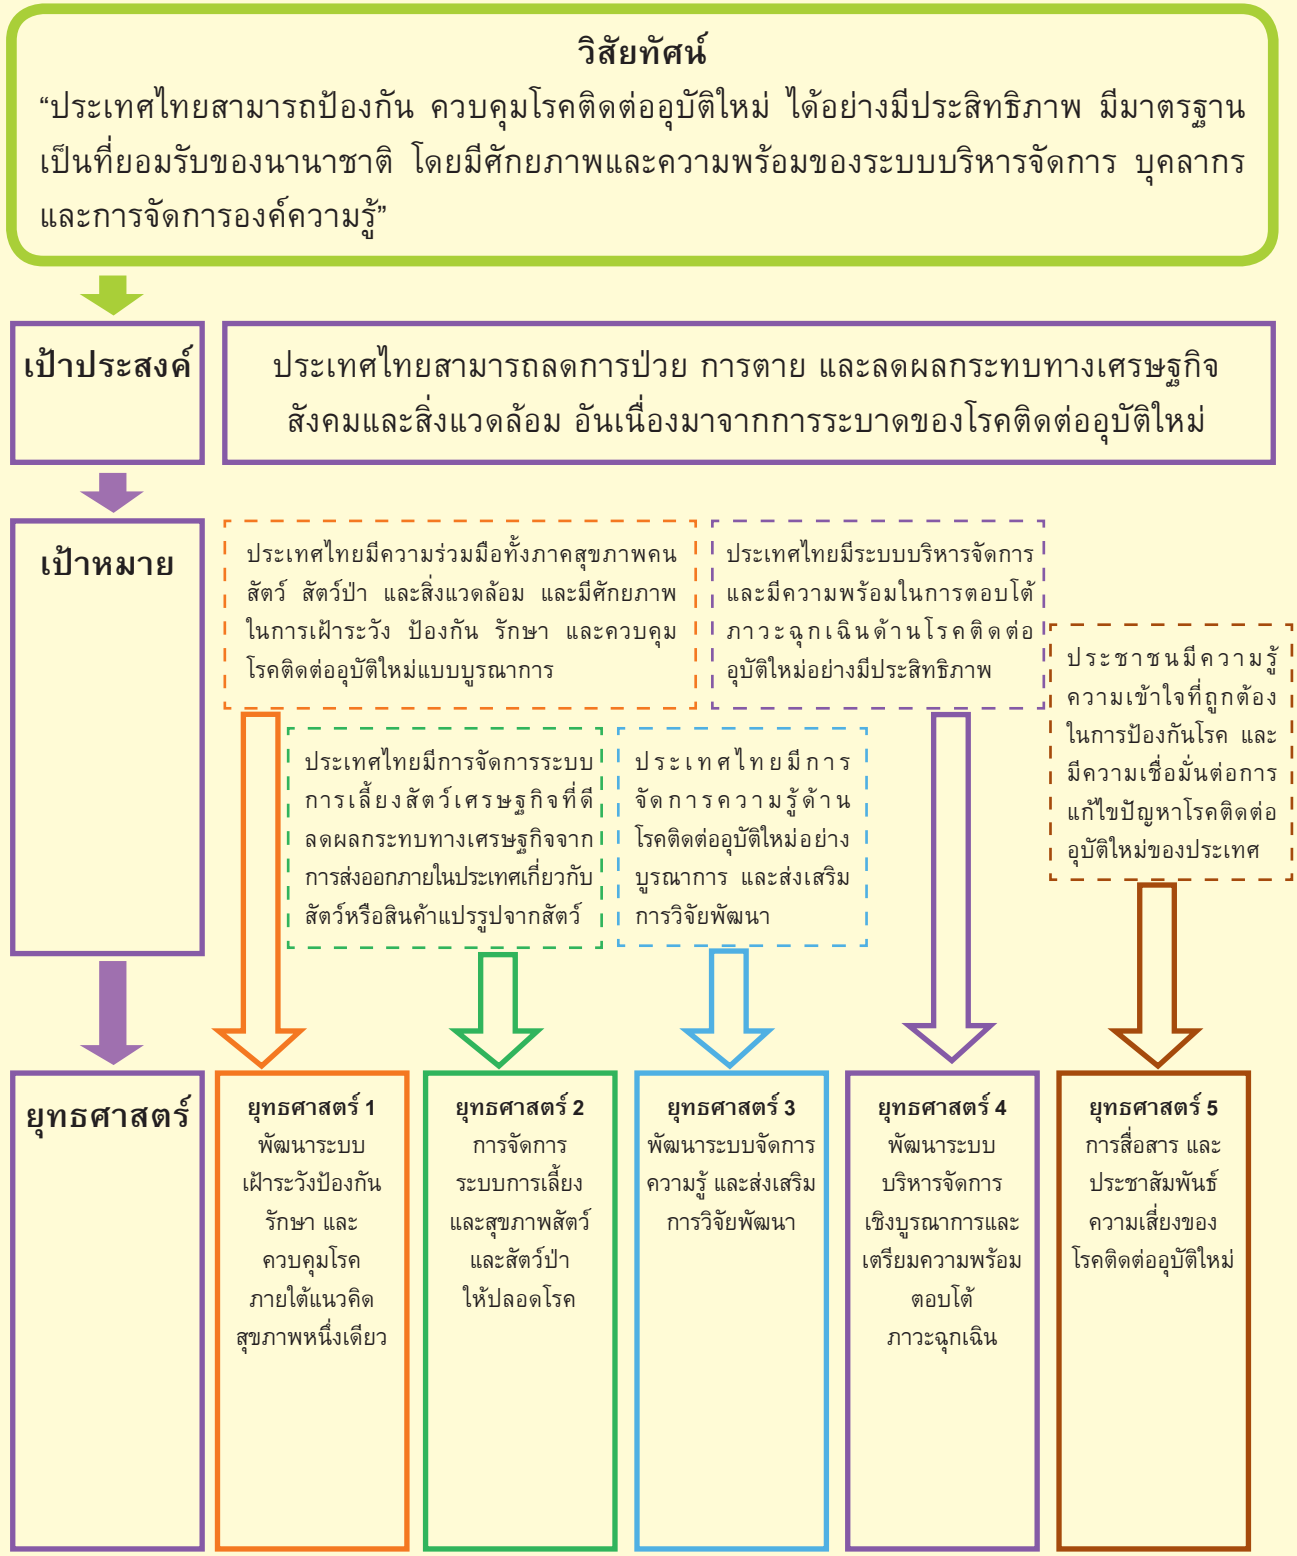 วิสัยทัศน์
“ประเทศไทยสามารถป้องกัน ควบคุมโรคติดต่ออุบัติใหม่ ได้อย่างมีประสิทธิภาพ มีมาตรฐาน
เป็นที่ยอมรับของนานาชาติ โดยมีศักยภาพและความพร้อมของระบบบริหารจัดการ บุคลากร
และการจัดการองค์ความรู้”
เป้าประสงค์
ประเทศไทยสามารถลดการป่วย การตาย และลดผลกระทบทางเศรษฐกิจ
สังคมและสิ่งแวดล้อม อันเนื่องมาจากการระบาดของโรคติดต่ออุบัติใหม่
เป้าหมาย
ประเทศไทยมีความร่วมมือทั้งภาคสุขภาพคน
สัตว์ สัตว์ป่า และสิ่งแวดล้อม และมีศักยภาพ
ในการเฝ้าระวัง ป้องกัน รักษา และควบคุม
โรคติดต่ออุบัติใหม่แบบบูรณาการ
ประเทศไทยมีการจัดการระบบ
การเลี้ยงสัตว์เศรษฐกิจที่ดี
ลดผลกระทบทางเศรษฐกิจจาก
การส่งออกภายในประเทศเกี่ยวกับ
สัตว์หรือสินค้าแปรรูปจากสัตว์
ประเทศไทยมีการ
จัดการความรู้ด้าน
โรคติดต่ออุบัติใหม่อย่าง
บูรณาการ และส่งเสริม
การวิจัยพัฒนา
ประเทศไทยมีระบบบริหารจัดการ
และมีความพร้อมในการตอบโต้
ภาวะฉุกเฉินด้านโรคติดต่อ
อุบัติใหม่อย่างมีประสิทธิภาพ
ประชาชนมีความรู้
ความเข้าใจที่ถูกต้อง
ในการป้องกันโรค และ
มีความเชื่อมั่นต่อการ
แก้ไขปัญหาโรคติดต่อ
อุบัติใหม่ของประเทศ
ยุทธศาสตร์
ยุทธศาสตร์ 1
พัฒนาระบบ
เฝ้าระวังป้องกัน
รักษา และ
ควบคุมโรค
ภายใต้แนวคิด
สุขภาพหนึ่งเดียว
ยุทธศาสตร์ 2
การจัดการ
ระบบการเลี้ยง
และสุขภาพสัตว์
และสัตว์ป่า
ให้ปลอดโรค
ยุทธศาสตร์ 3
พัฒนาระบบจัดการ
ความรู้ และส่งเสริม
การวิจัยพัฒนา
ยุทธศาสตร์ 4
พัฒนาระบบ
บริหารจัดการ
เชิงบูรณาการและ
เตรียมความพร้อม
ตอบโต้
ภาวะฉุกเฉิน
ยุทธศาสตร์ 5
การสื่อสาร และ
ประชาสัมพันธ์
ความเสี่ยงของ
โรคติดต่ออุบัติใหม่